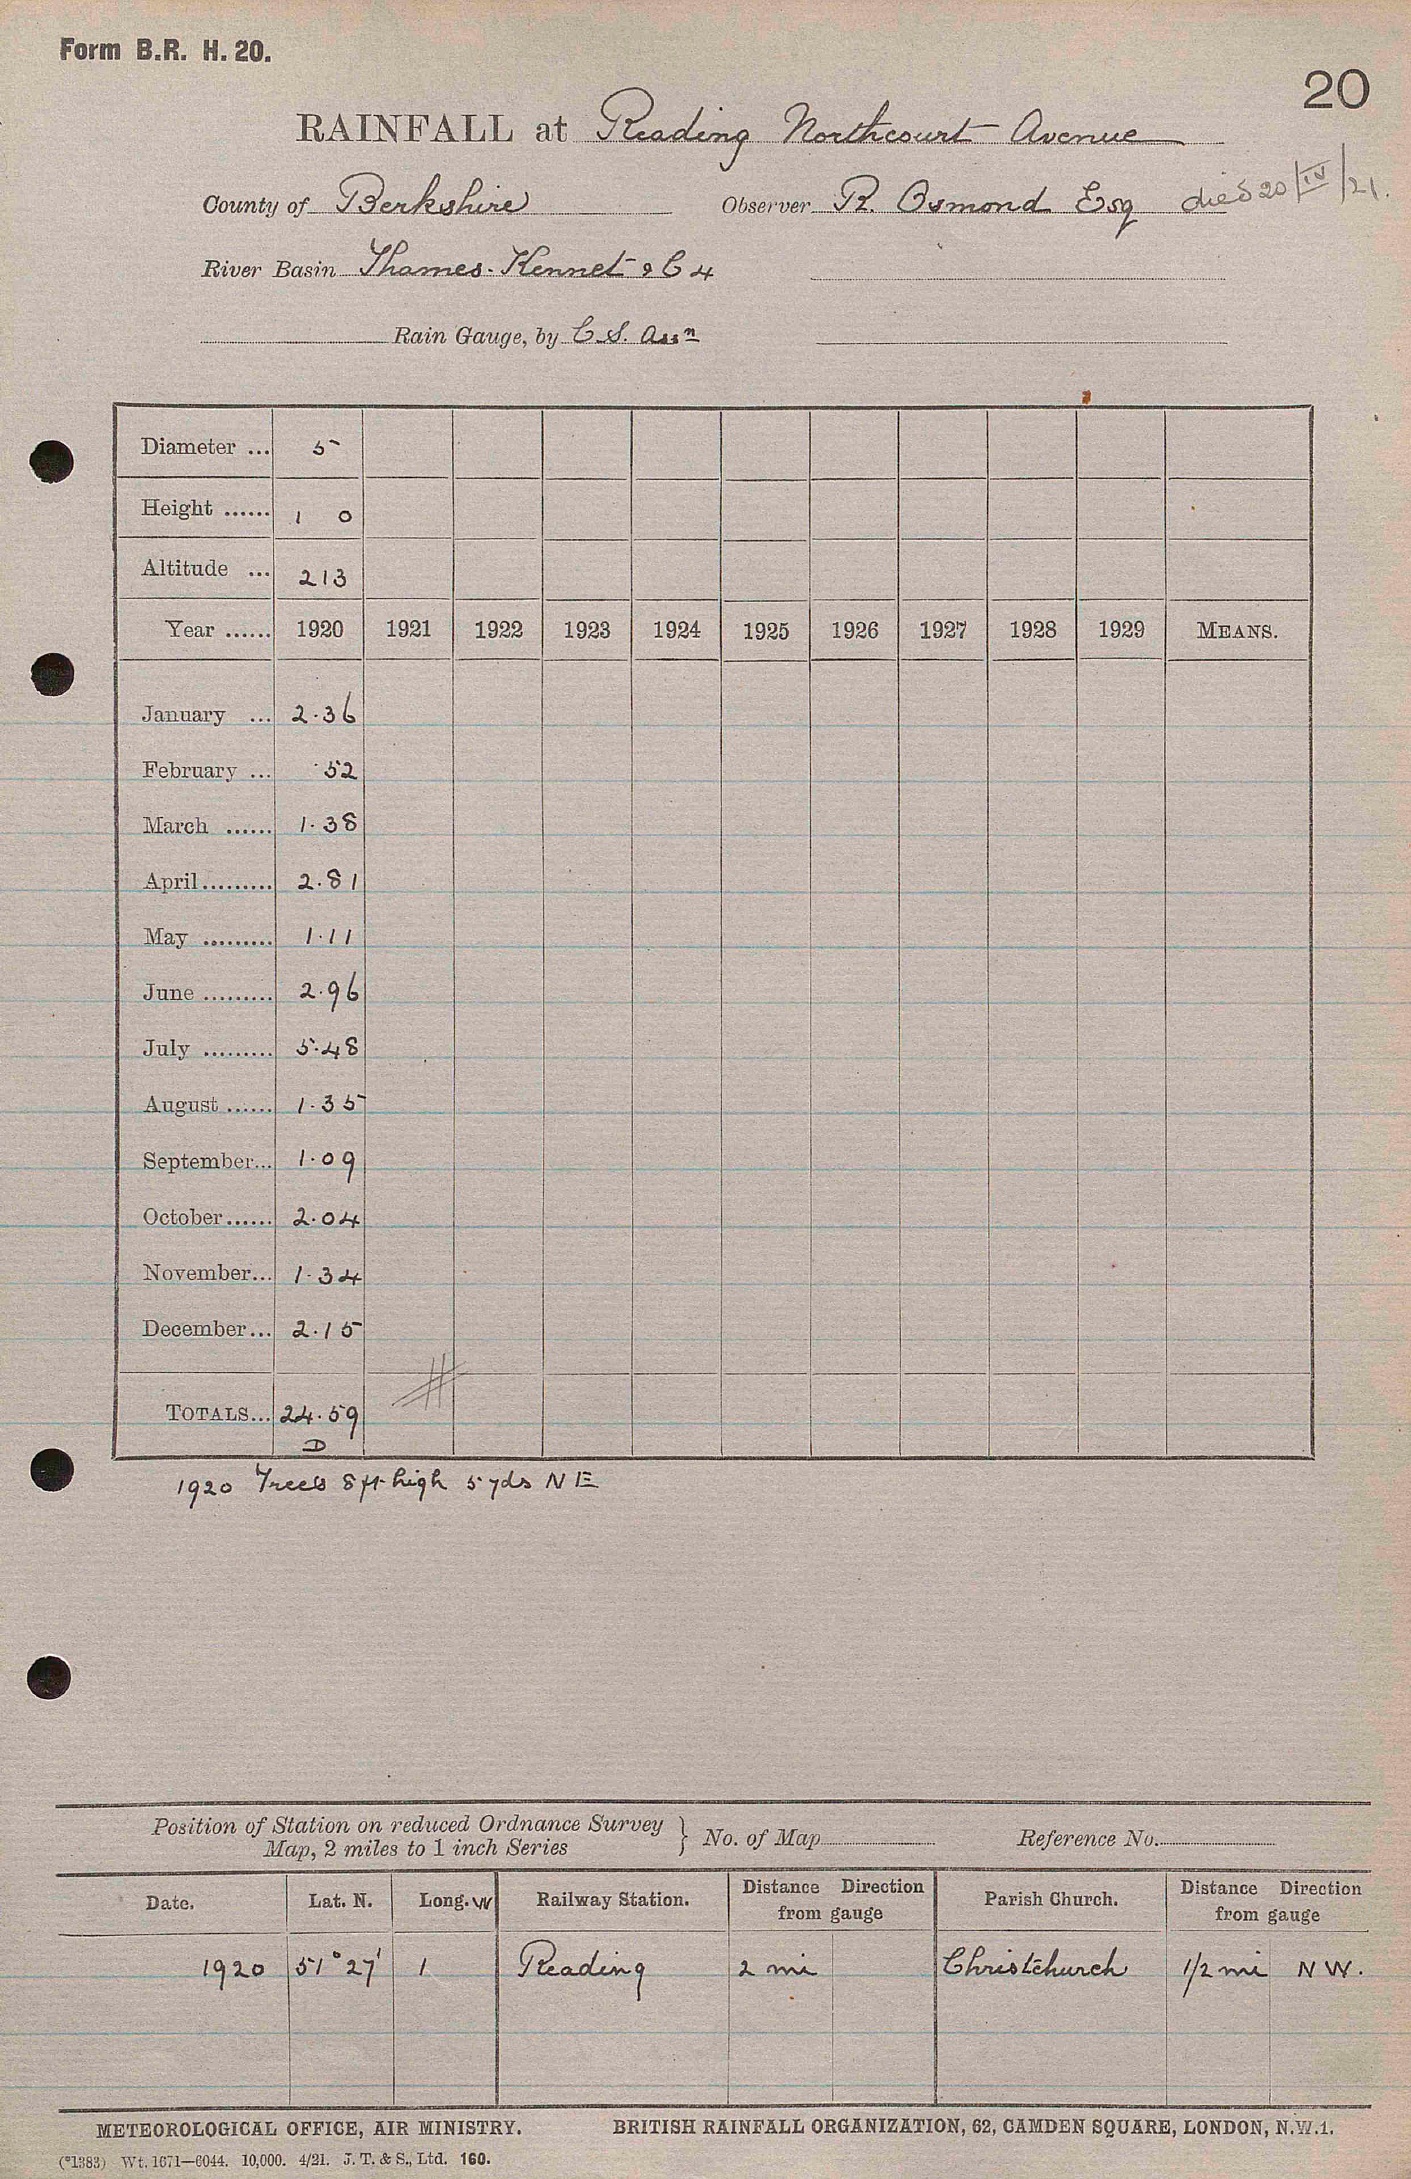 Form B.R. H. 20.
20
RAINFALL at Reading Northcourt Avenue
County of Berkshire Observer R. Osmond Esq died 20/IV/21.
River Basin Thames - Kennet & C 4
Rain Gauge, by C.S. Assn
Diameter ... 5
Height ...... 1 0
Altitude ... 213
Year ...... 1920 1921 1922 1923 1924 1925 1926 1927 1928 1929 MEANS.
January ... 2.36
February ... .52
March ...... 1.38
April......... 2.81
May ......... 1.11
June ......... 2.96
July ......... 5.48
August ...... 1.35
September... 1.09
October...... 2.04
November... 1.34
December... 2.15
TOTALS... 24.59
D
1920 Trees 8 ft high 5 yds N E
Position of Station on reduced Ordnance Survey
Map, 2 miles to 1 inch Series } No. of Map Reference No.
Date. Lat. N. Long. W Railway Station. Distance Direction from gauge Parish Church. Distance Direction from gauge
1920 51° 27' 1 Reading 2 mi Christchurch 1/2 mi N W.
METEOROLOGICAL OFFICE, AIR MINISTRY. BRITISH RAINFALL ORGANIZATION, 62, CAMDEN SQUARE, LONDON, N.W.1.
(*1383) Wt. 1671—6044. 10,000. 4/21. J. T. & S., Ltd. 160.